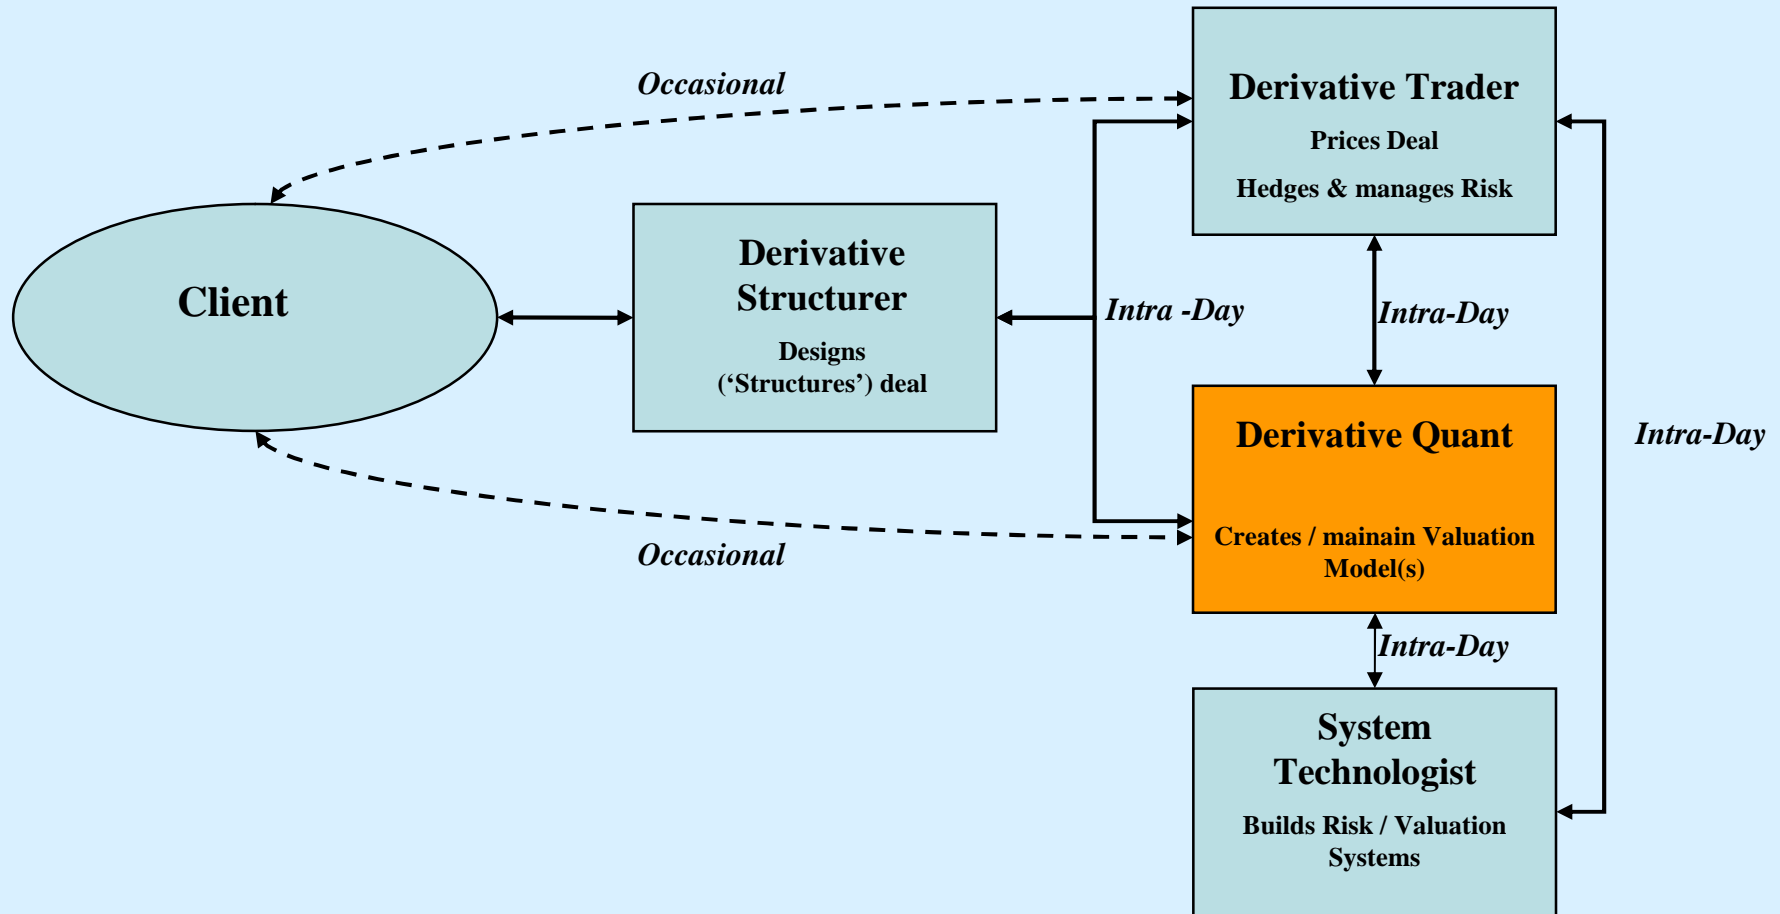 Occasional
Derivative Trader
Prices Deal
Hedges & manages Risk
Client
Derivative
Structurer
Designs
(‘Structures’) deal
Intra -Day
Intra-Day
Derivative Quant
Creates / mainain Valuation
Model(s)
Intra-Day
Occasional
Intra-Day
System
Technologist
Builds Risk / Valuation
Systems